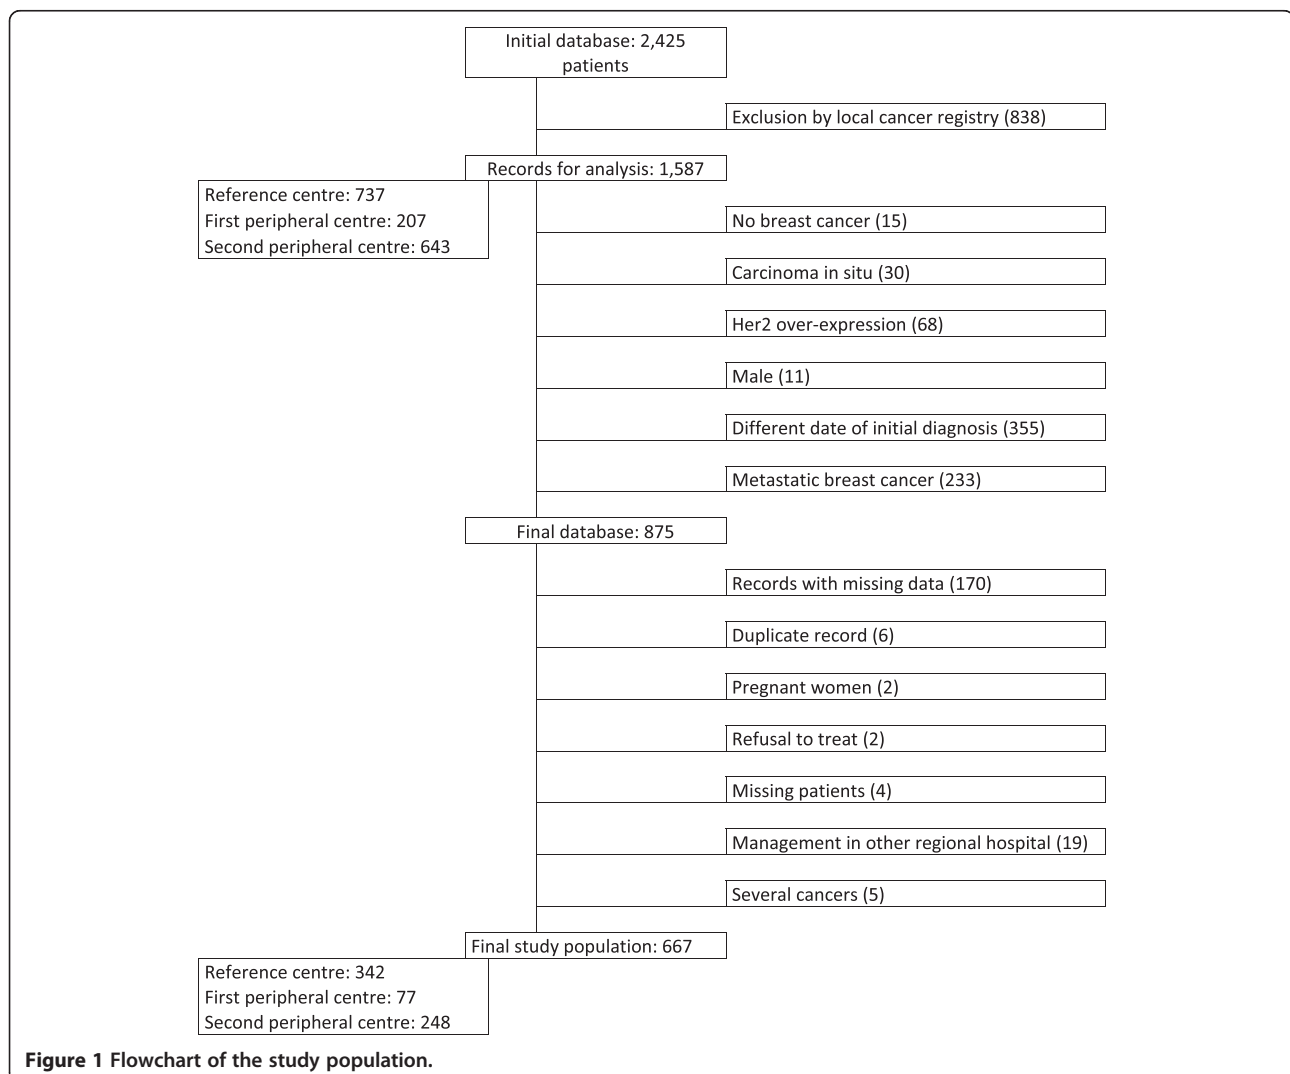 Initial database: 2,425
patients
Exclusion by local cancer registry (838)
Records for analysis: 1,587
Reference centre: 737
First peripheral centre: 207
Second peripheral centre: 643
No breast cancer (15)
Carcinoma in situ (30)
Her2 over-expression (68)
Male (11)
Different date of initial diagnosis (355)
Metastatic breast cancer (233)
Final database: 875
Records with missing data (170)
Duplicate record (6)
Pregnant women (2)
Refusal to treat (2)
Missing patients (4)
Management in other regional hospital (19)
Several cancers (5)
Final study population: 667
Reference centre: 342
First peripheral centre: 77
Second peripheral centre: 248
Figure 1 Flowchart of the study population.